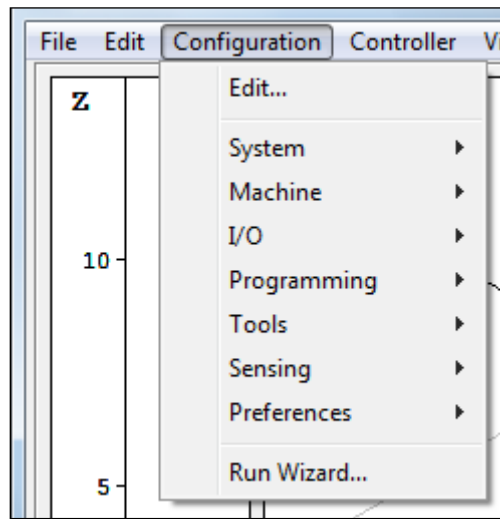 File Edit Configuration Controller
Z
Edit...
System
Machine
I/O
10
Programming
Tools
Sensing
Preferences
Run Wizard...
5